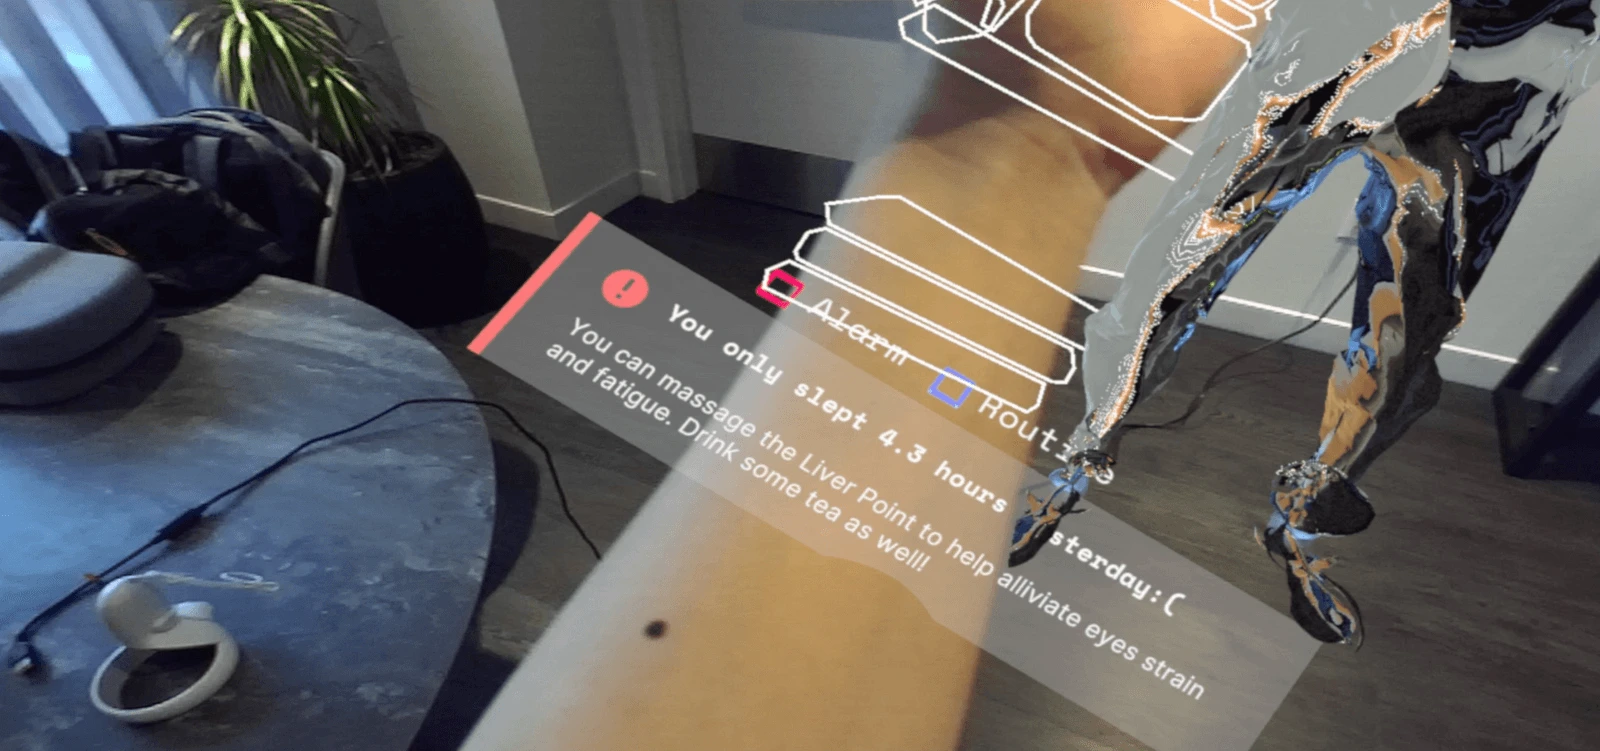 Alarm
Routine
!
You only slept 4.3 hours yesterday:(
You can massage the Liver Point to help alliviate eyes strain
and fatigue. Drink some tea as well!